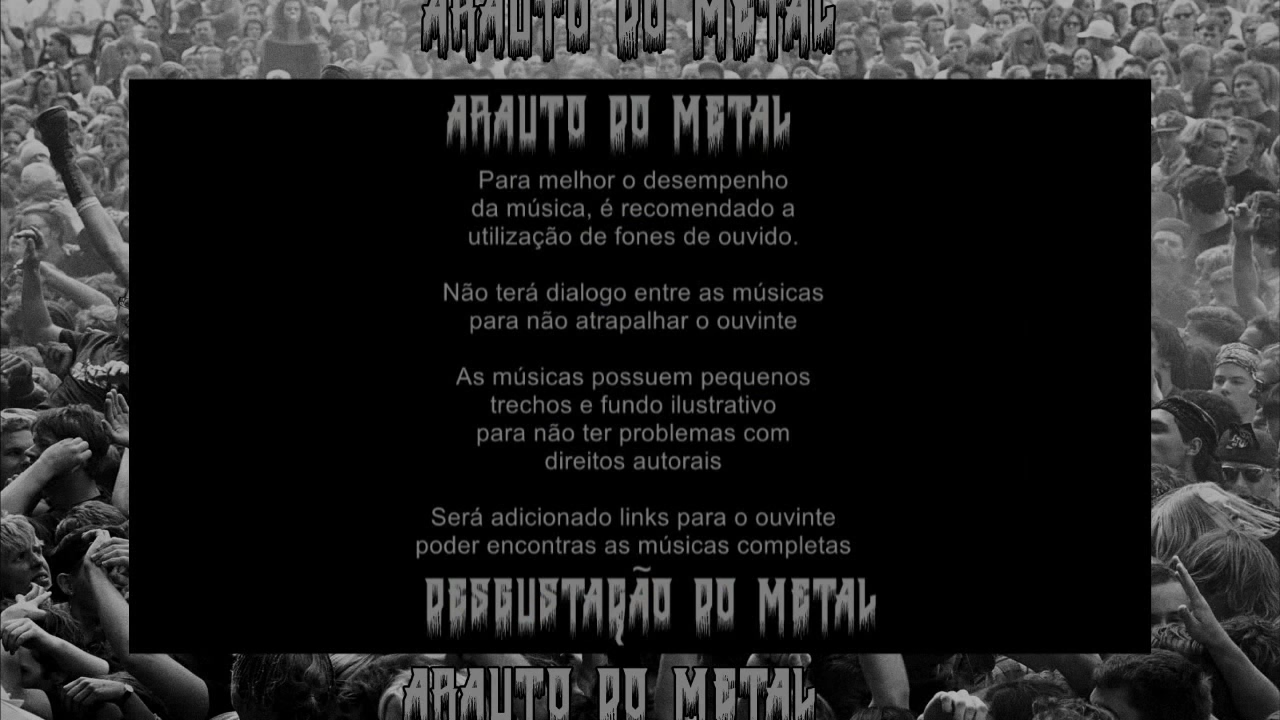 ARAUTO DO METAL
ARAUTO DO METAL
Para melhor o desempenho
da música, é recomendado a
utilização de fones de ouvido.
Não terá dialogo entre as músicas
para não atrapalhar o ouvinte
As músicas possuem pequenos
trechos e fundo ilustrativo
para não ter problemas com
direitos autorais
Será adicionado links para o ouvinte
poder encontras as músicas completas
DESGUSTAÇÃO DO METAL
ARAUTO DO METAL